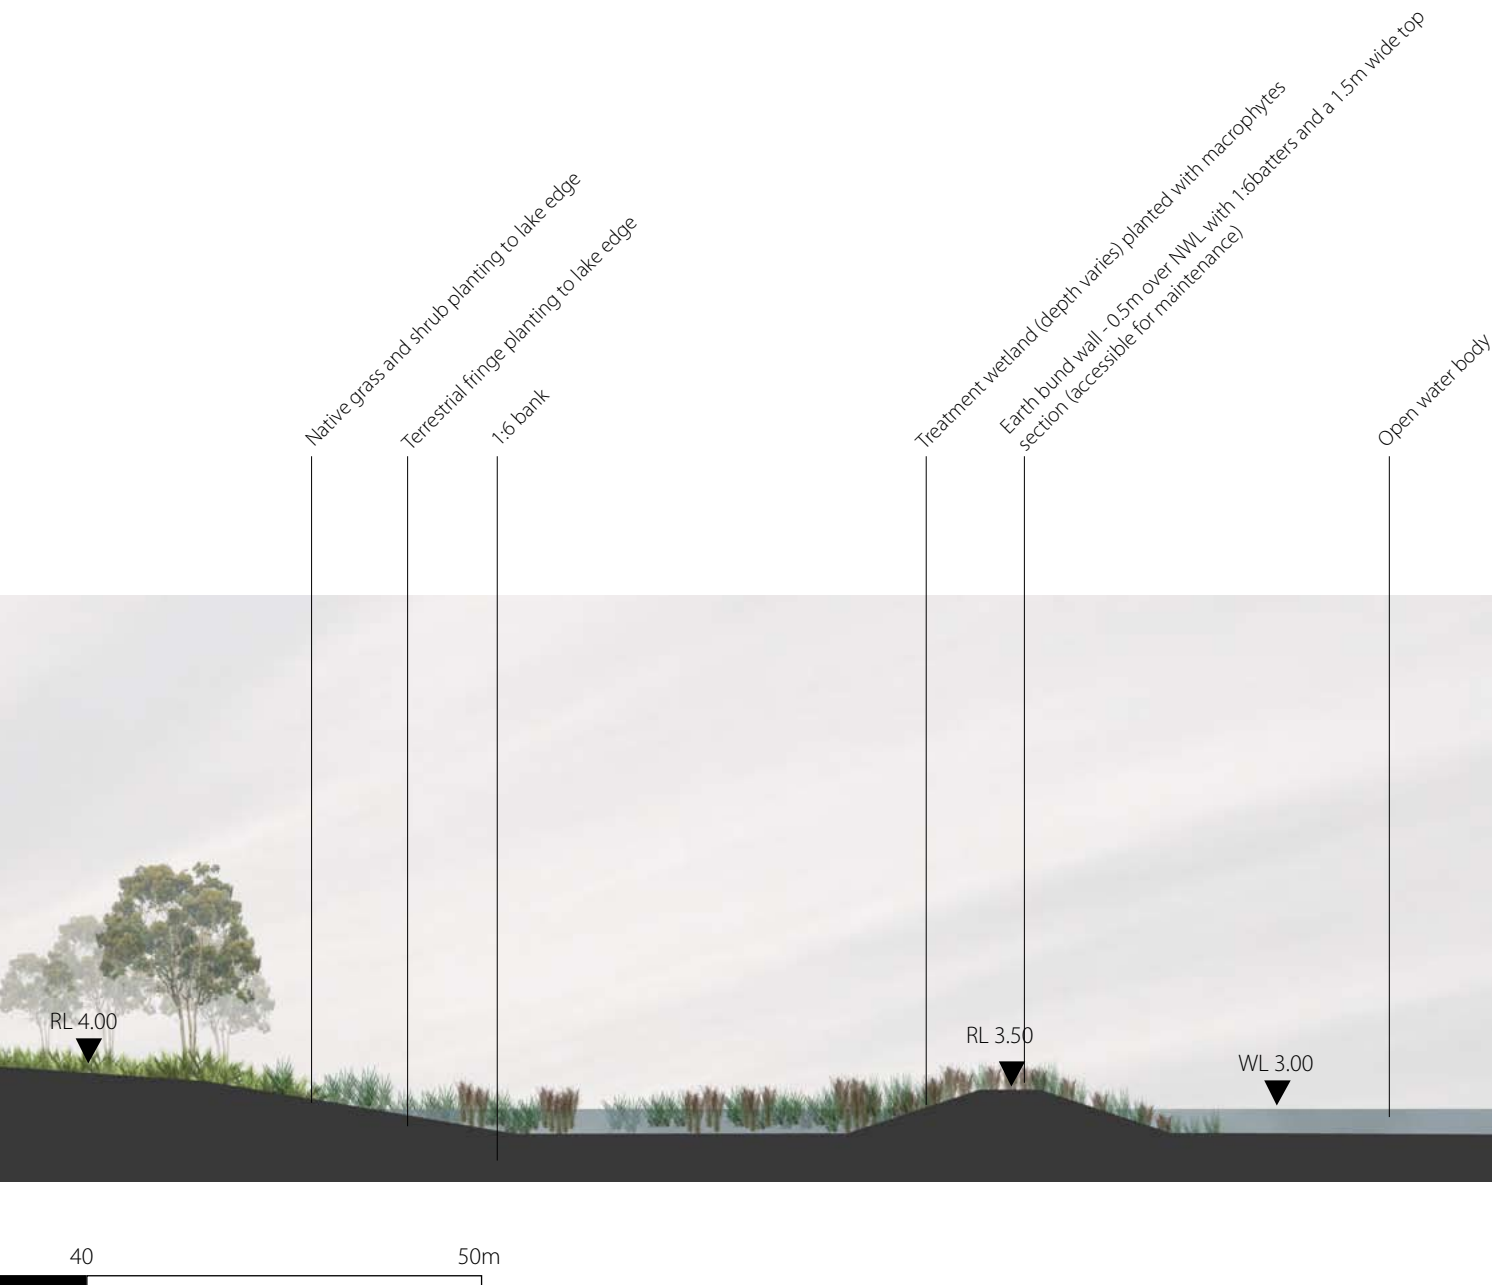 Native grass and shrub planting to lake edge
Terrestrial fringe planting to lake edge
1:6 bank
Treatment wetland (depth varies) planted with macrophytes
Earth bund wall - 0.5m over NWL with 1:6batters and a 1.5m wide top
section (accessible for maintenance)
Open water body
RL 4.00
RL 3.50
WL 3.00
40
50m